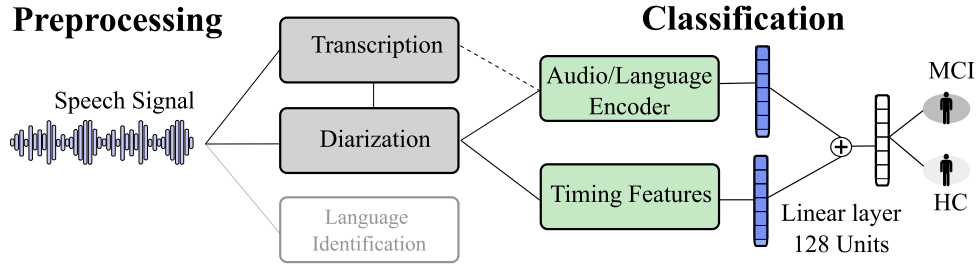 Preprocessing
Classification
Speech Signal
Transcription
Diarization
Language
Identification
Audio/Language
Encoder
Timing Features
Linear layer
128 Units
MCI
HC